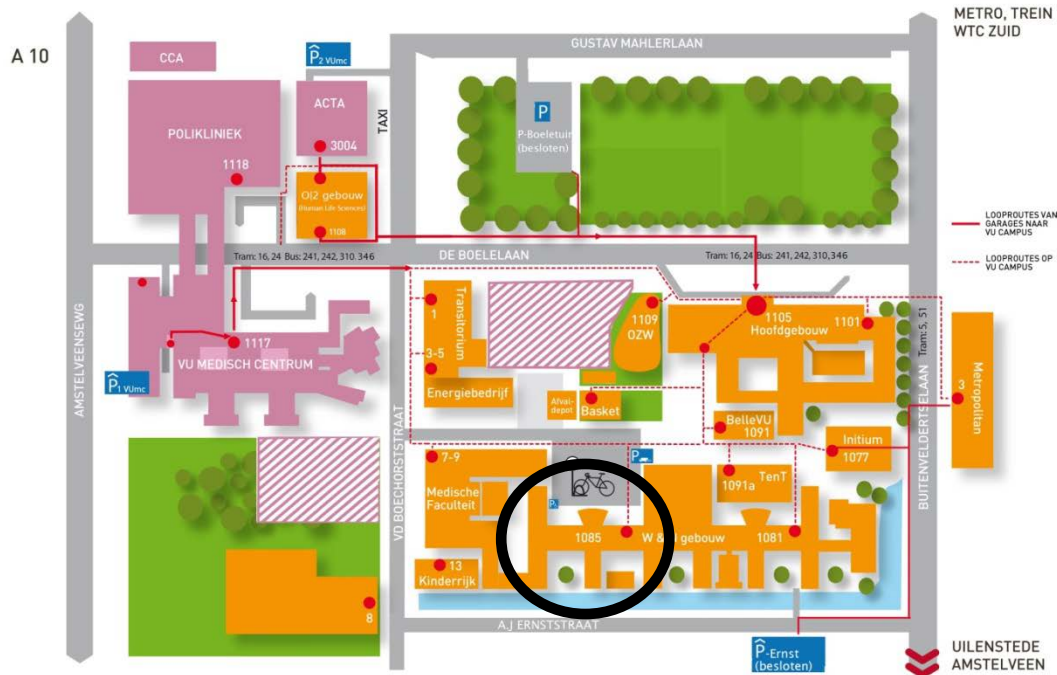 METRO, TREIN
WTC ZUID
A 10
CCA
P2 VUmc
GUSTAV MAHLERLAAN
ACTA
TAXI
P
P-Boeletuin
(besloten)
POLIKLINIEK
3004
1118
O|2 gebouw
(Human Life Sciences)
1108
LOOPROUTES VAN
GARAGES NAAR
VU CAMPUS
LOOPROUTES OP
VU CAMPUS
Tram: 16, 24 Bus: 241, 242, 310. 346
DE BOELELAAN
Tram: 16, 24 Bus: 241, 242, 310, 346
AMSTELVEENSEWG
Transitorium
1
3-5
Energiebedrijf
1109
OZW
1105
Hoofdgebouw
1101
BUITENVELDERTSELAAN
Tram: 5, 51
3
Metropolitan
1117
VU MEDISCH CENTRUM
P1 VUmc
Afval-
depot
Basket
BelleVU
1091
Initium
1077
VD BOECHORSTSTRAAT
7-9
Medische
Faculteit
P
P
TenT
1091a
1085
W & N gebouw
1081
13
Kinderrijk
8
A.J ERNSTSTRAAT
P-Ernst
(besloten)
UILENSTEDE
AMSTELVEEN